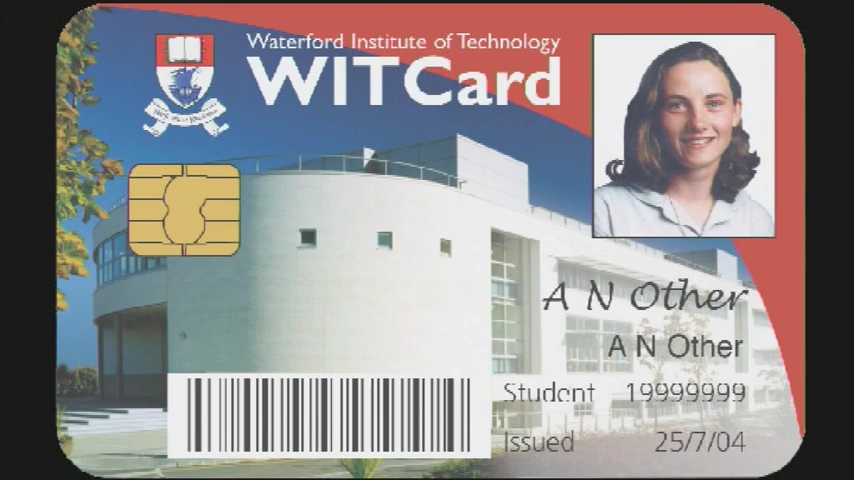 Waterford Institute of Technology
WITCard
A N Other
A N Other
Student 19999999
Issued 25/7/04